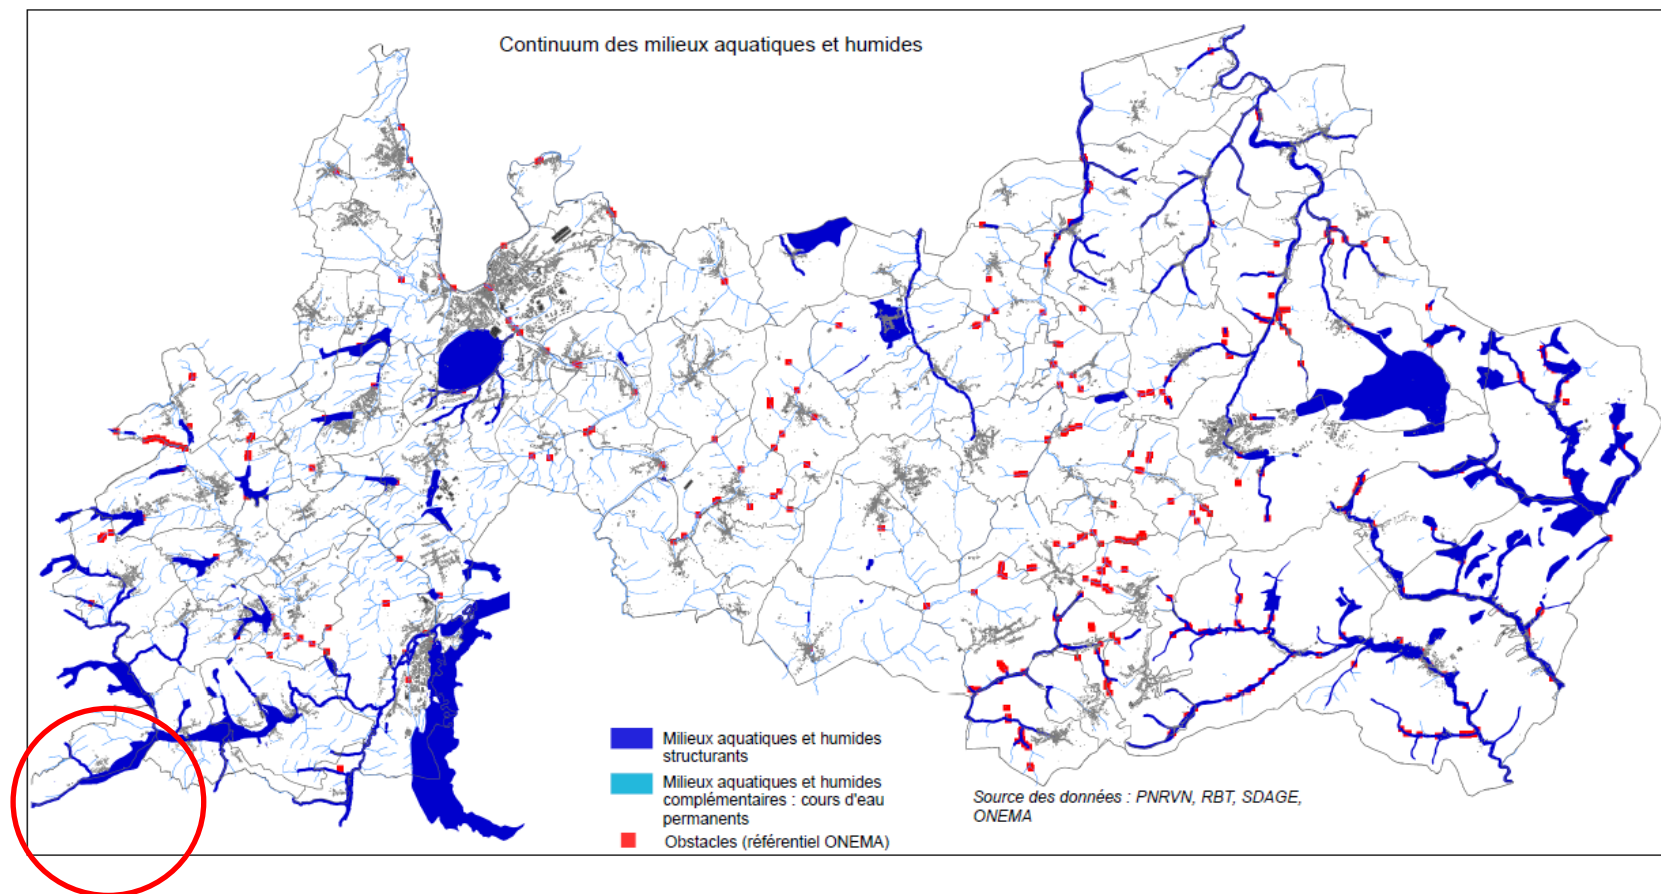 Continuum des milieux aquatiques et humides
Milieux aquatiques et humides
structurants
Milieux aquatiques et humides
complémentaires : cours d'eau
permanents
Obstacles (référentiel ONEMA)
Source des données : PNRVN, RBT, SDAGE,
ONEMA